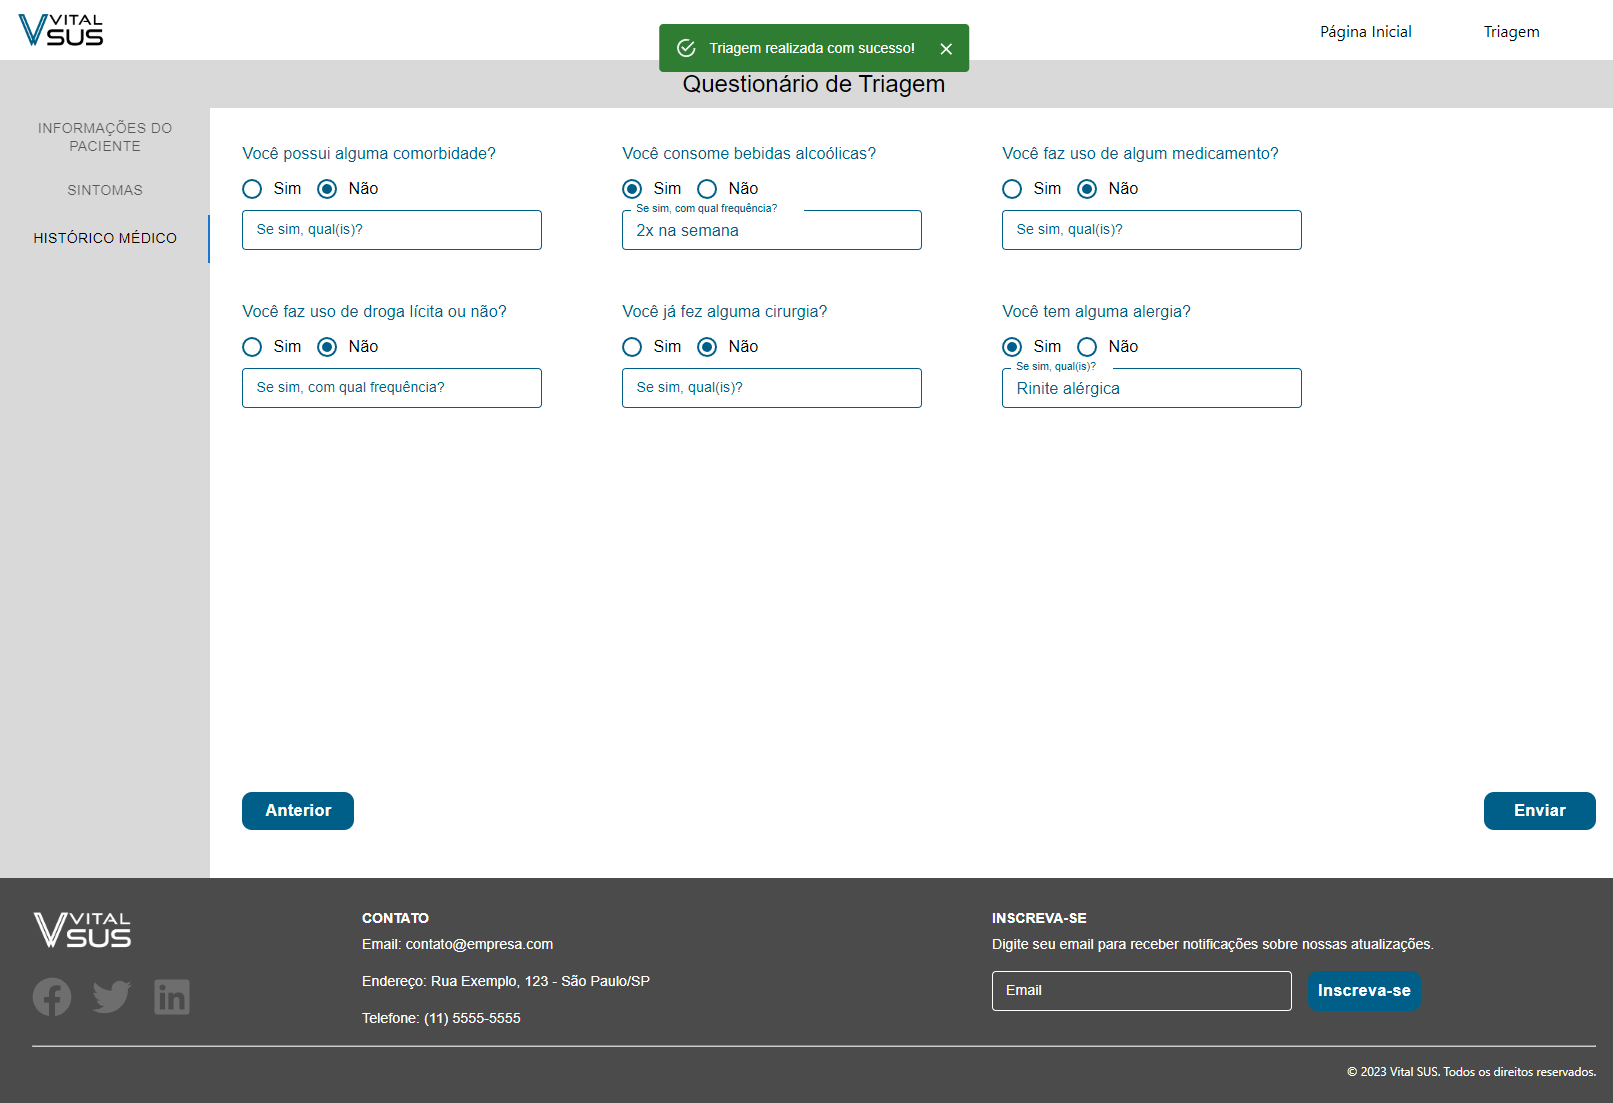 VITAL
SUS
Triagem realizada com sucesso!
Página Inicial
Triagem
Questionário de Triagem
INFORMAÇÕES DO
PACIENTE
SINTOMAS
HISTÓRICO MÉDICO
Você possui alguma comorbidade?
Sim Não
Se sim, qual(is)?
Você consome bebidas alcoólicas?
Sim Não
Se sim, com qual frequência?
2x na semana
Você faz uso de algum medicamento?
Sim Não
Se sim, qual(is)?
Você faz uso de droga lícita ou não?
Sim Não
Se sim, com qual frequência?
Você já fez alguma cirurgia?
Sim Não
Se sim, qual(is)?
Você tem alguma alergia?
Sim Não
Se sim, qual(is)?
Rinite alérgica
Anterior
Enviar
VITAL
SUS
CONTATO
Email: contato@empresa.com
Endereço: Rua Exemplo, 123 - São Paulo/SP
Telefone: (11) 5555-5555
INSCREVA-SE
Digite seu email para receber notificações sobre nossas atualizações.
Email
Inscreva-se
© 2023 Vital SUS. Todos os direitos reservados.